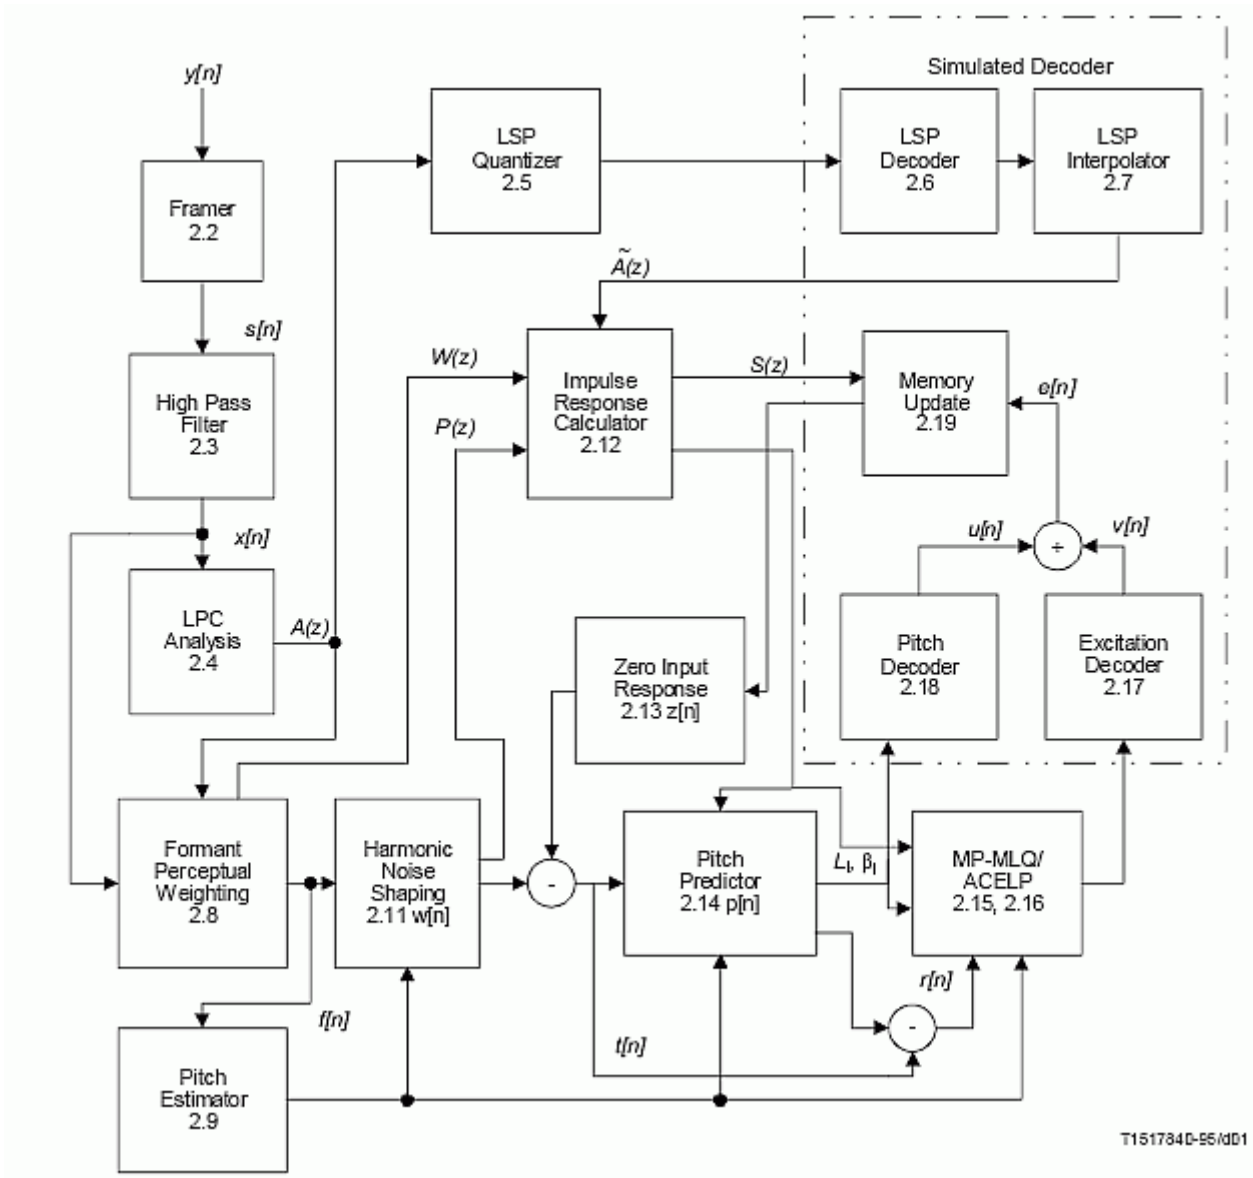 Simulated Decoder
y[n]
LSP
Quantizer
2.5
LSP
Decoder
2.6
LSP
Interpolator
2.7
Framer
2.2
Ã(z)
s[n]
High Pass
Filter
2.3
W(z)
P(z)
Impulse
Response
Calculator
2.12
S(z)
Memory
Update
2.19
e[n]
x[n]
u[n]
+
v[n]
LPC
Analysis
2.4
A(z)
Zero Input
Response
2.13 z[n]
Pitch
Decoder
2.18
Excitation
Decoder
2.17
Formant
Perceptual
Weighting
2.8
Harmonic
Noise
Shaping
2.11 w[n]
-
Pitch
Predictor
2.14 p[n]
Lₗ, βₗ
MP-MLQ/
ACELP
2.15, 2.16
r[n]
-
f[n]
t[n]
Pitch
Estimator
2.9
T1517840-95/d01